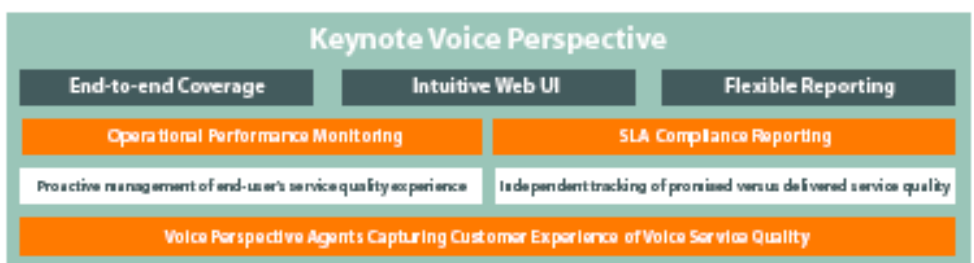 Keynote Voice Perspective
End-to-end Coverage
Intuitive Web UI
Flexible Reporting
Operational Performance Monitoring
SLA Compliance Reporting
Proactive management of end-user's service quality experience
Independent tracking of promised versus delivered service quality
Voice Perspective Agents Capturing Customer Experience of Voice Service Quality